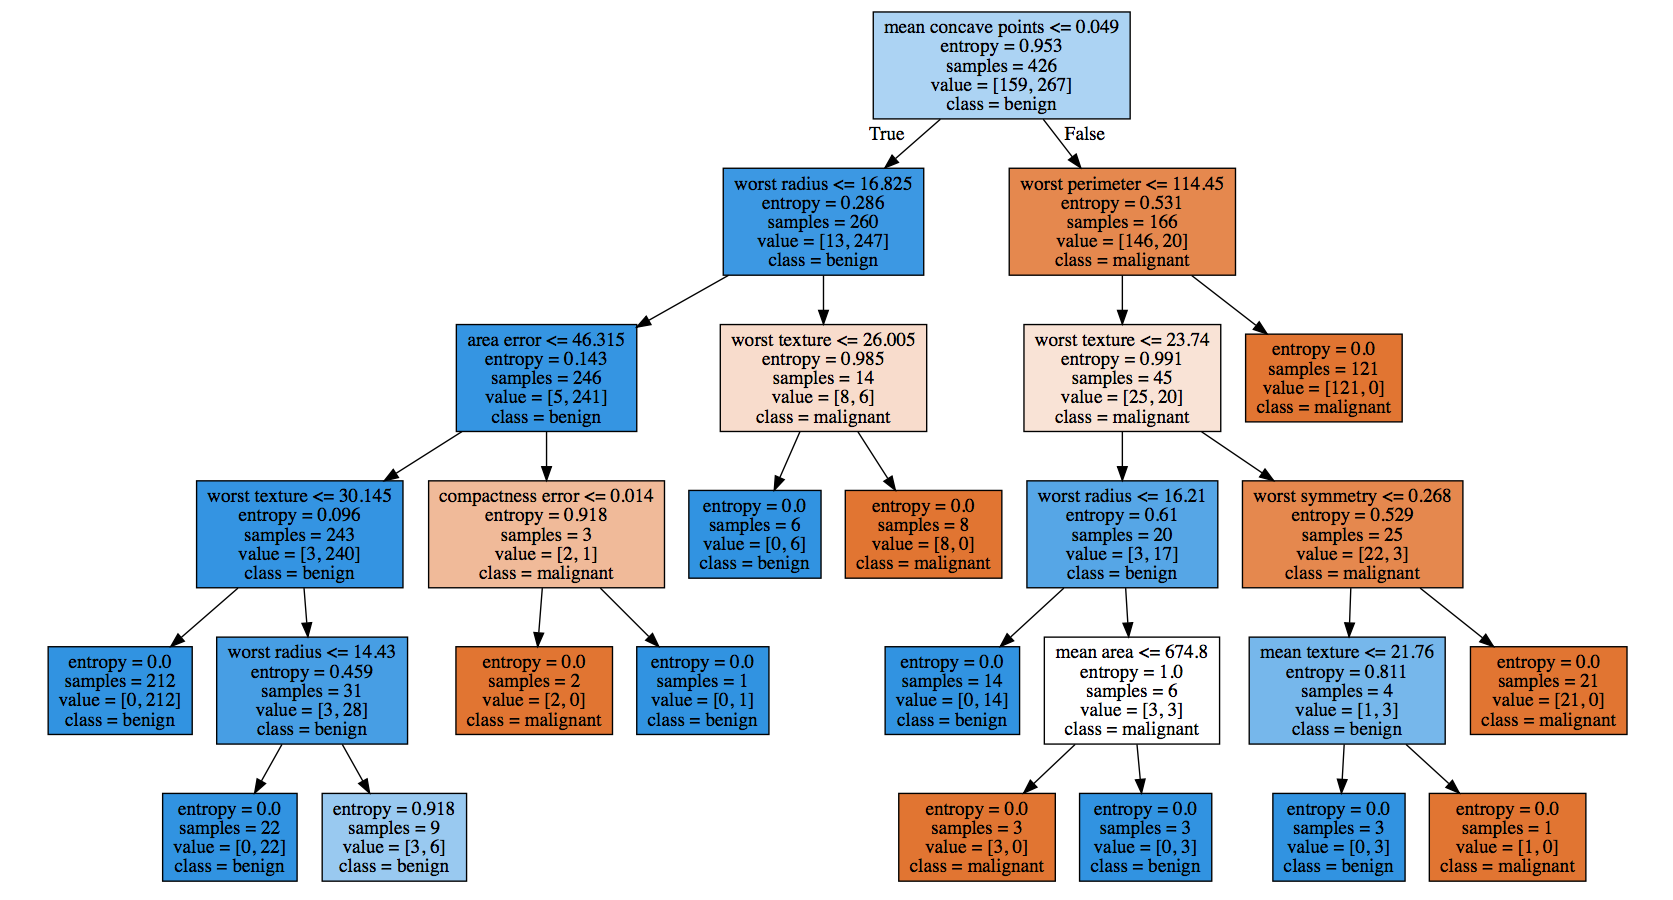 mean concave points <= 0.049
entropy = 0.953
samples = 426
value = [159, 267]
class = benign
True
False
worst radius <= 16.825
entropy = 0.286
samples = 260
value = [13, 247]
class = benign
worst perimeter <= 114.45
entropy = 0.531
samples = 166
value = [146, 20]
class = malignant
area error <= 46.315
entropy = 0.143
samples = 246
value = [5, 241]
class = benign
worst texture <= 26.005
entropy = 0.985
samples = 14
value = [8, 6]
class = malignant
worst texture <= 23.74
entropy = 0.991
samples = 45
value = [25, 20]
class = malignant
entropy = 0.0
samples = 121
value = [121, 0]
class = malignant
worst texture <= 30.145
entropy = 0.096
samples = 243
value = [3, 240]
class = benign
compactness error <= 0.014
entropy = 0.918
samples = 3
value = [2, 1]
class = malignant
entropy = 0.0
samples = 6
value = [0, 6]
class = benign
entropy = 0.0
samples = 8
value = [8, 0]
class = malignant
worst radius <= 16.21
entropy = 0.61
samples = 20
value = [3, 17]
class = benign
worst symmetry <= 0.268
entropy = 0.529
samples = 25
value = [22, 3]
class = malignant
entropy = 0.0
samples = 212
value = [0, 212]
class = benign
worst radius <= 14.43
entropy = 0.459
samples = 31
value = [3, 28]
class = benign
entropy = 0.0
samples = 2
value = [2, 0]
class = malignant
entropy = 0.0
samples = 1
value = [0, 1]
class = benign
entropy = 0.0
samples = 14
value = [0, 14]
class = benign
mean area <= 674.8
entropy = 1.0
samples = 6
value = [3, 3]
class = malignant
mean texture <= 21.76
entropy = 0.811
samples = 4
value = [1, 3]
class = benign
entropy = 0.0
samples = 21
value = [21, 0]
class = malignant
entropy = 0.0
samples = 22
value = [0, 22]
class = benign
entropy = 0.918
samples = 9
value = [3, 6]
class = benign
entropy = 0.0
samples = 3
value = [3, 0]
class = malignant
entropy = 0.0
samples = 3
value = [0, 3]
class = benign
entropy = 0.0
samples = 3
value = [0, 3]
class = benign
entropy = 0.0
samples = 1
value = [1, 0]
class = malignant